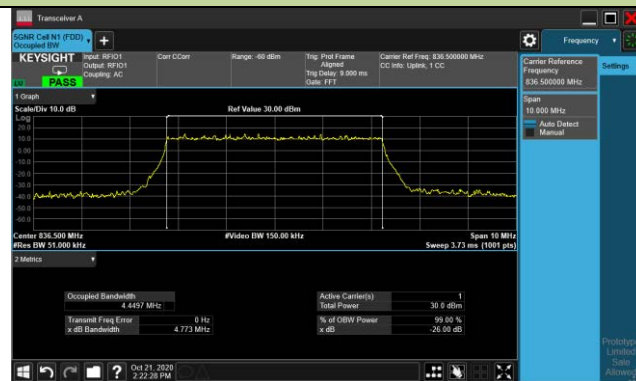 Transceiver A
5GNR Cell N1 (FDD)
Occupied BW
KEYSIGHT
PASS
Input: RFIO1
Output: RFIO1
Coupling: AC
Corr CCorr
Range: -60 dBm
Trig: Prot Frame
Aligned
Trig Delay: 9.000 ms
Gate: FFT
Carrier Ref Freq: 836.500000 MHz
CC Info: Uplink, 1 CC
Frequency
Carrier Reference
Frequency
836.500000 MHz
Settings
Span
10.000 MHz
Auto Detect
Manual
1 Graph
Scale/Div 10.0 dB
Ref Value 30.00 dBm
Log
20.0
10.0
0.00
-10.0
-20.0
-30.0
-40.0
-50.0
-60.0
Center 836.500 MHz
#Video BW 150.00 kHz
Span 10 MHz
#Res BW 51.000 kHz
Sweep 3.73 ms (1001 pts)
2 Metrics
Occupied Bandwidth
4.4497 MHz
Active Carrier(s) 1
Total Power 30.0 dBm
Transmit Freq Error 0 Hz
x dB Bandwidth 4.773 MHz
% of OBW Power 99.00 %
x dB -26.00 dB
Oct 21, 2020
2:22:28 PM
Prototype
Limited
Sale
Allowed